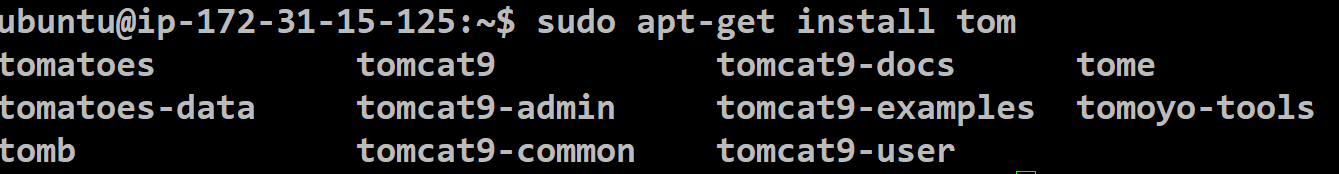 ubuntu@ip-172-31-15-125:~$ sudo apt-get install tom
tomatoes tomcat9 tomcat9-docs tome
tomatoes-data tomcat9-admin tomcat9-examples tomoyo-tools
tomb tomcat9-common tomcat9-user